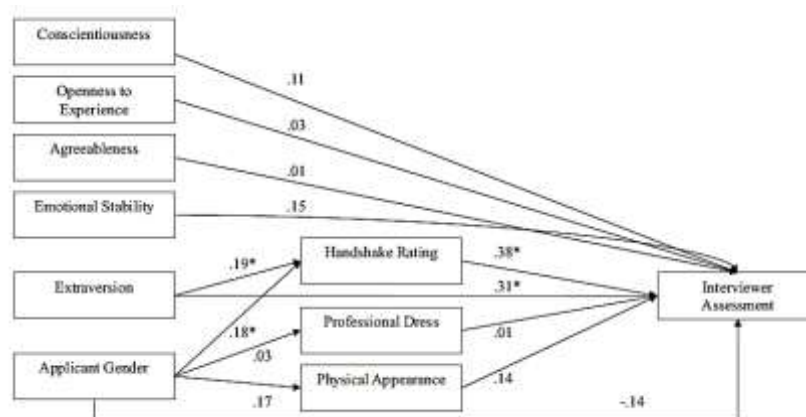 Conscientiousness
.11
Openness to
Experience
.03
Agreeableness
.01
Emotional Stability
.15
Handshake Rating
.38*
.19*
Extraversion
.31*
Interviewer
Assessment
Professional Dress
.18*
.01
.03
Applicant Gender
Physical Appearance
.14
.17
-.14